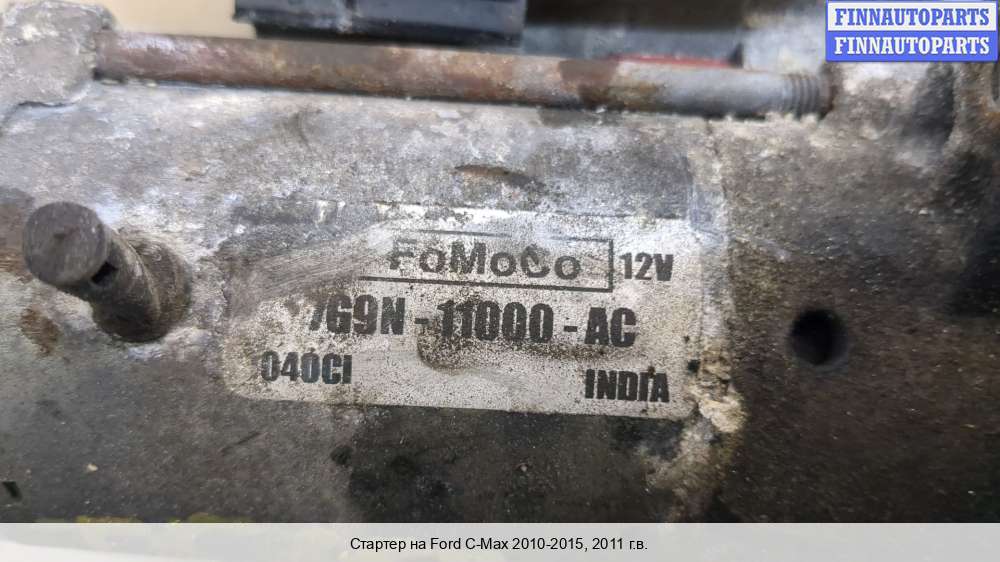 FINNAUTOPARTS
FINNAUTOPARTS
FoMoCo 12V
7G9N - 11000 - AC
040CI
INDIA
Стартер на Ford C-Max 2010-2015, 2011 г.в.